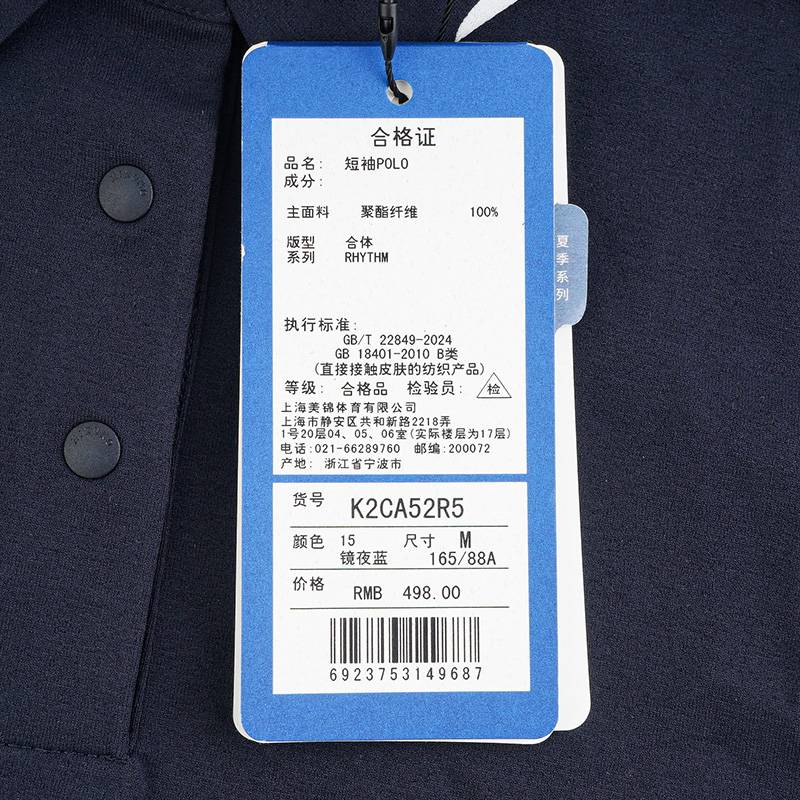 合格证
品名: 短袖POLO
成分:
主面料 聚酯纤维 100%
版型 合体
系列 RHYTHM
执行标准:
GB/T 22849-2024
GB 18401-2010 B类
(直接接触皮肤的纺织产品)
等级: 合格品 检验员: 检
上海美锦体育有限公司
上海市静安区共和新路2218弄
1号20层04、05、06室(实际楼层为17层)
电话:021-66289760 邮编:200072
产地: 浙江省宁波市
货号 K2CA52R5
颜色 15 尺寸 M
镜夜蓝 165/88A
价格 RMB 498.00
6923753149687
夏季系列